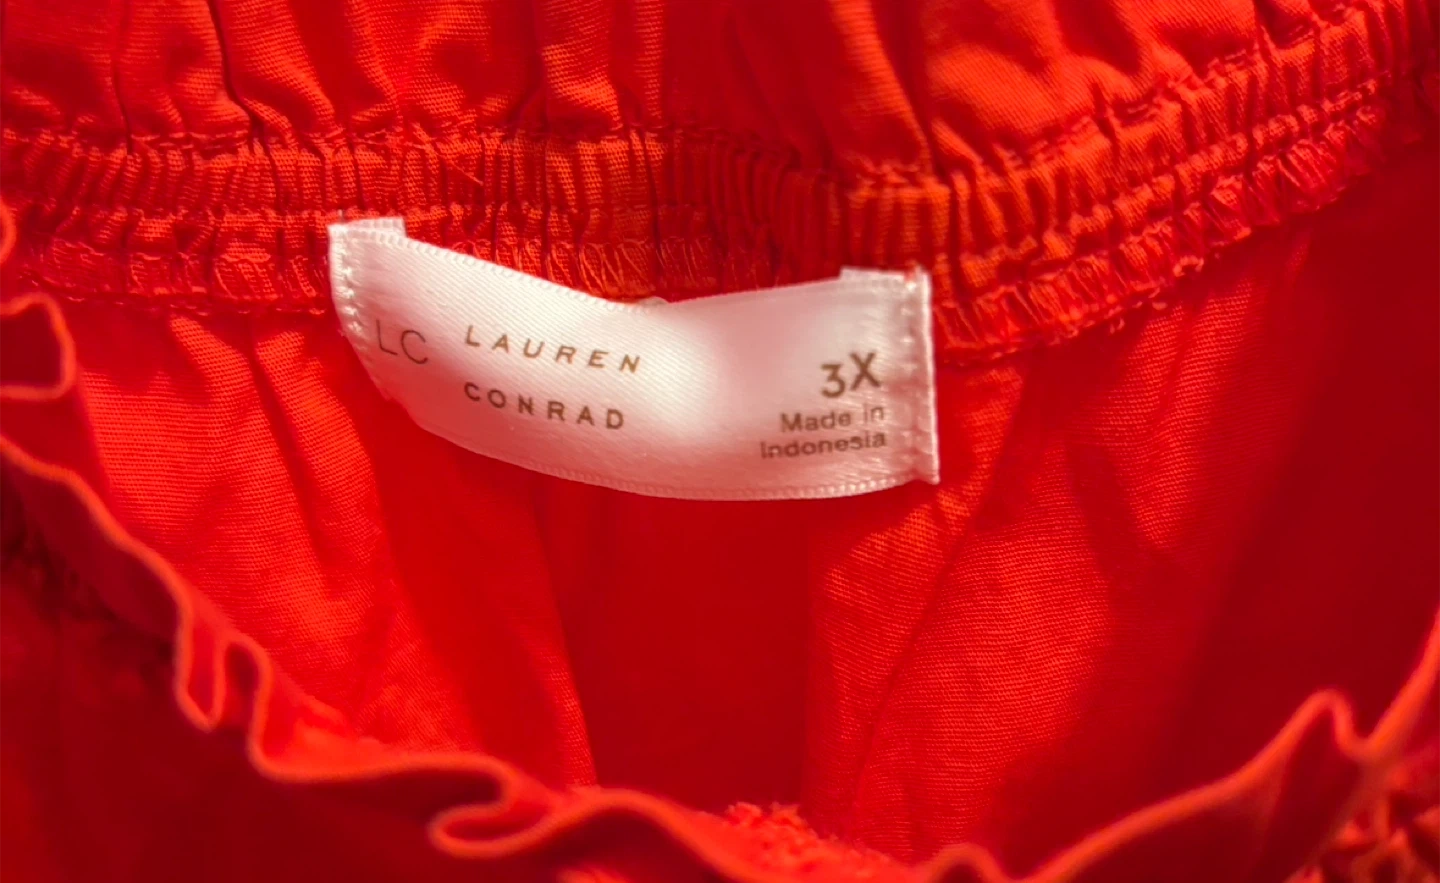 LC
LAUREN
CONRAD
3X
Made in
Indonesia